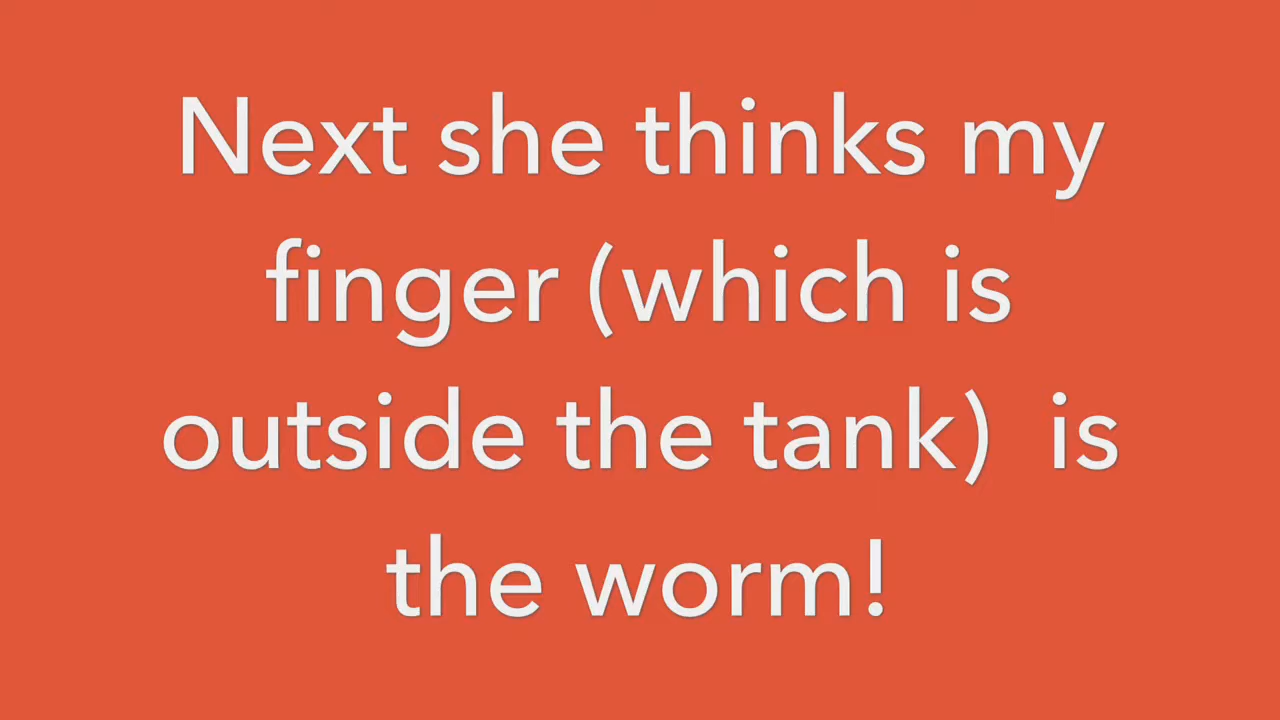 Next she thinks my
finger (which is
outside the tank)  is
the worm!